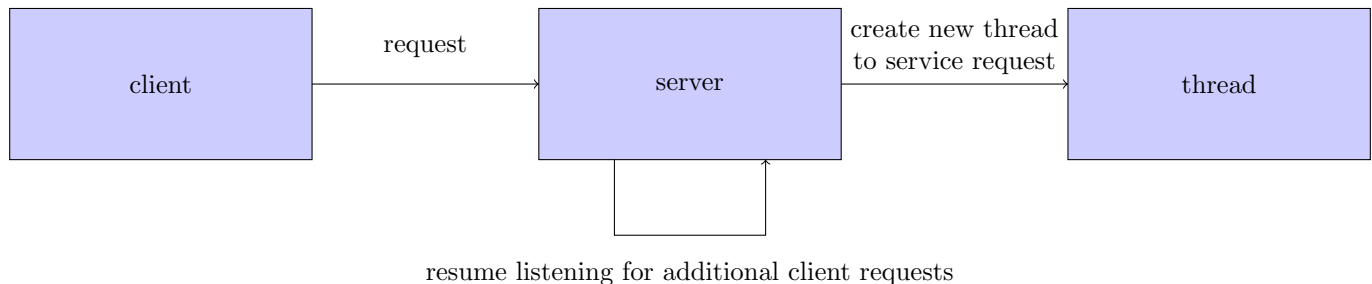 client
request
server
create new thread
to service request
thread
resume listening for additional client requests